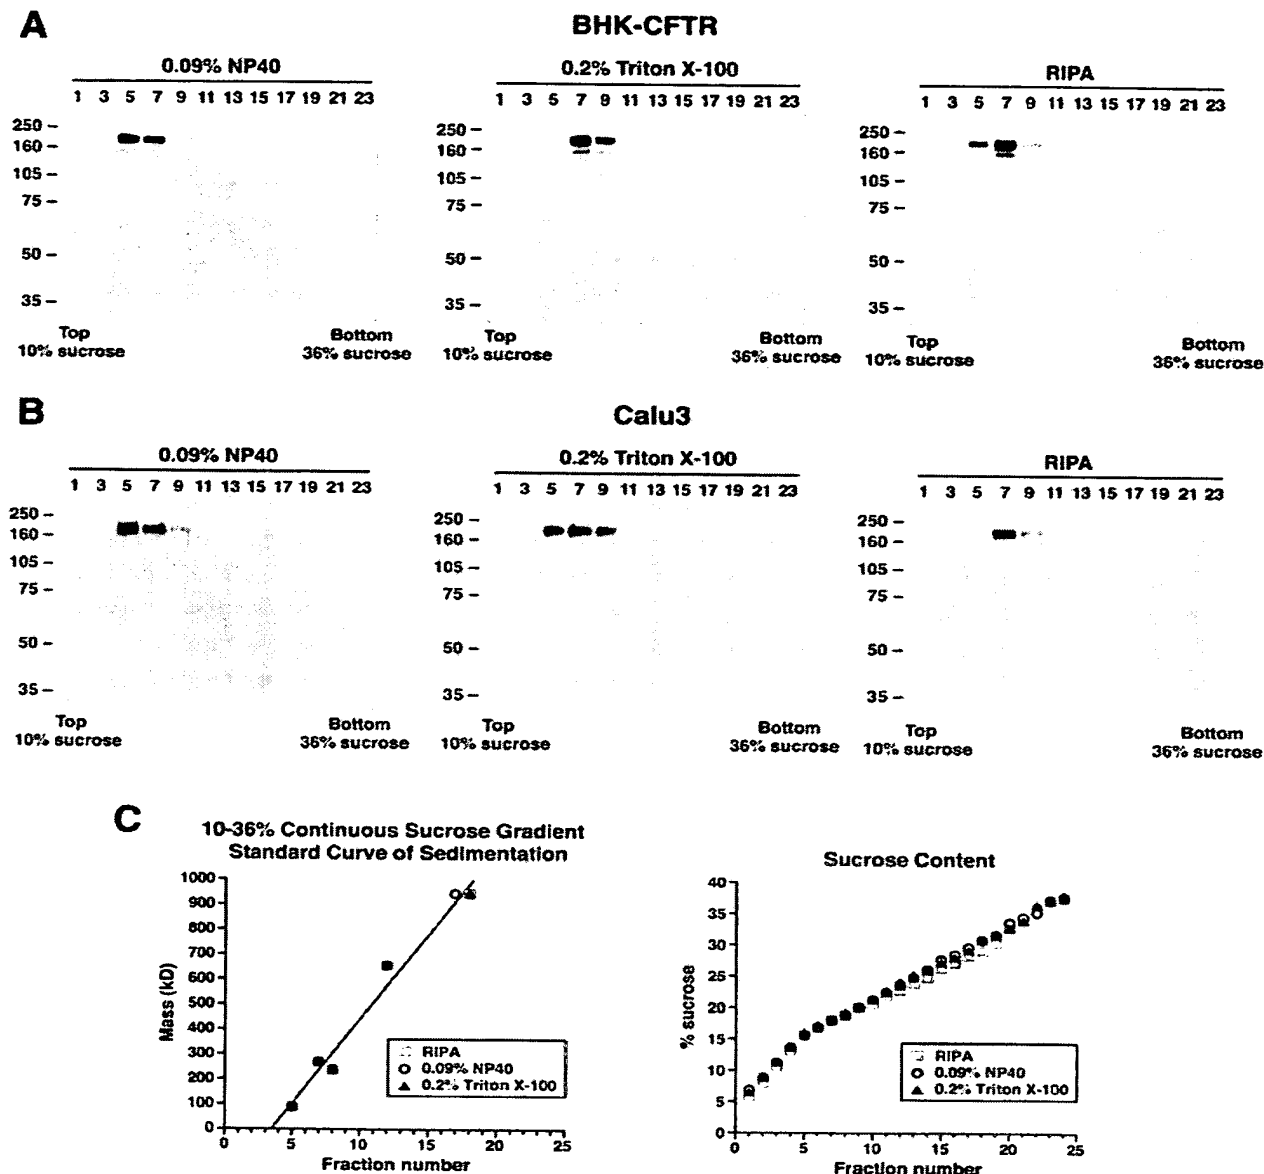 A
BHK-CFTR
0.09% NP40
1 3 5 7 9 11 13 15 17 19 21 23
250
160
105
75
50
35
Top
10% sucrose
Bottom
36% sucrose
0.2% Triton X-100
1 3 5 7 9 11 13 15 17 19 21 23
250
160
105
75
50
35
Top
10% sucrose
Bottom
36% sucrose
RIPA
1 3 5 7 9 11 13 15 17 19 21 23
250
160
105
75
50
35
Top
10% sucrose
Bottom
36% sucrose
B
Calu3
0.09% NP40
1 3 5 7 9 11 13 15 17 19 21 23
250
160
105
75
50
35
Top
10% sucrose
Bottom
36% sucrose
0.2% Triton X-100
1 3 5 7 9 11 13 15 17 19 21 23
250
160
105
75
50
35
Top
10% sucrose
Bottom
36% sucrose
RIPA
1 3 5 7 9 11 13 15 17 19 21 23
250
160
105
75
50
35
Top
10% sucrose
Bottom
36% sucrose
C
10-36% Continuous Sucrose Gradient
Standard Curve of Sedimentation
Mass (kD)
1000
900
800
700
600
500
400
300
200
100
0
RIPA
0.09% NP40
0.2% Triton X-100
0 5 10 15 20 25
Fraction number
Sucrose Content
% sucrose
40
35
30
25
20
15
10
5
0
RIPA
0.09% NP40
0.2% Triton X-100
0 5 10 15 20 25
Fraction number